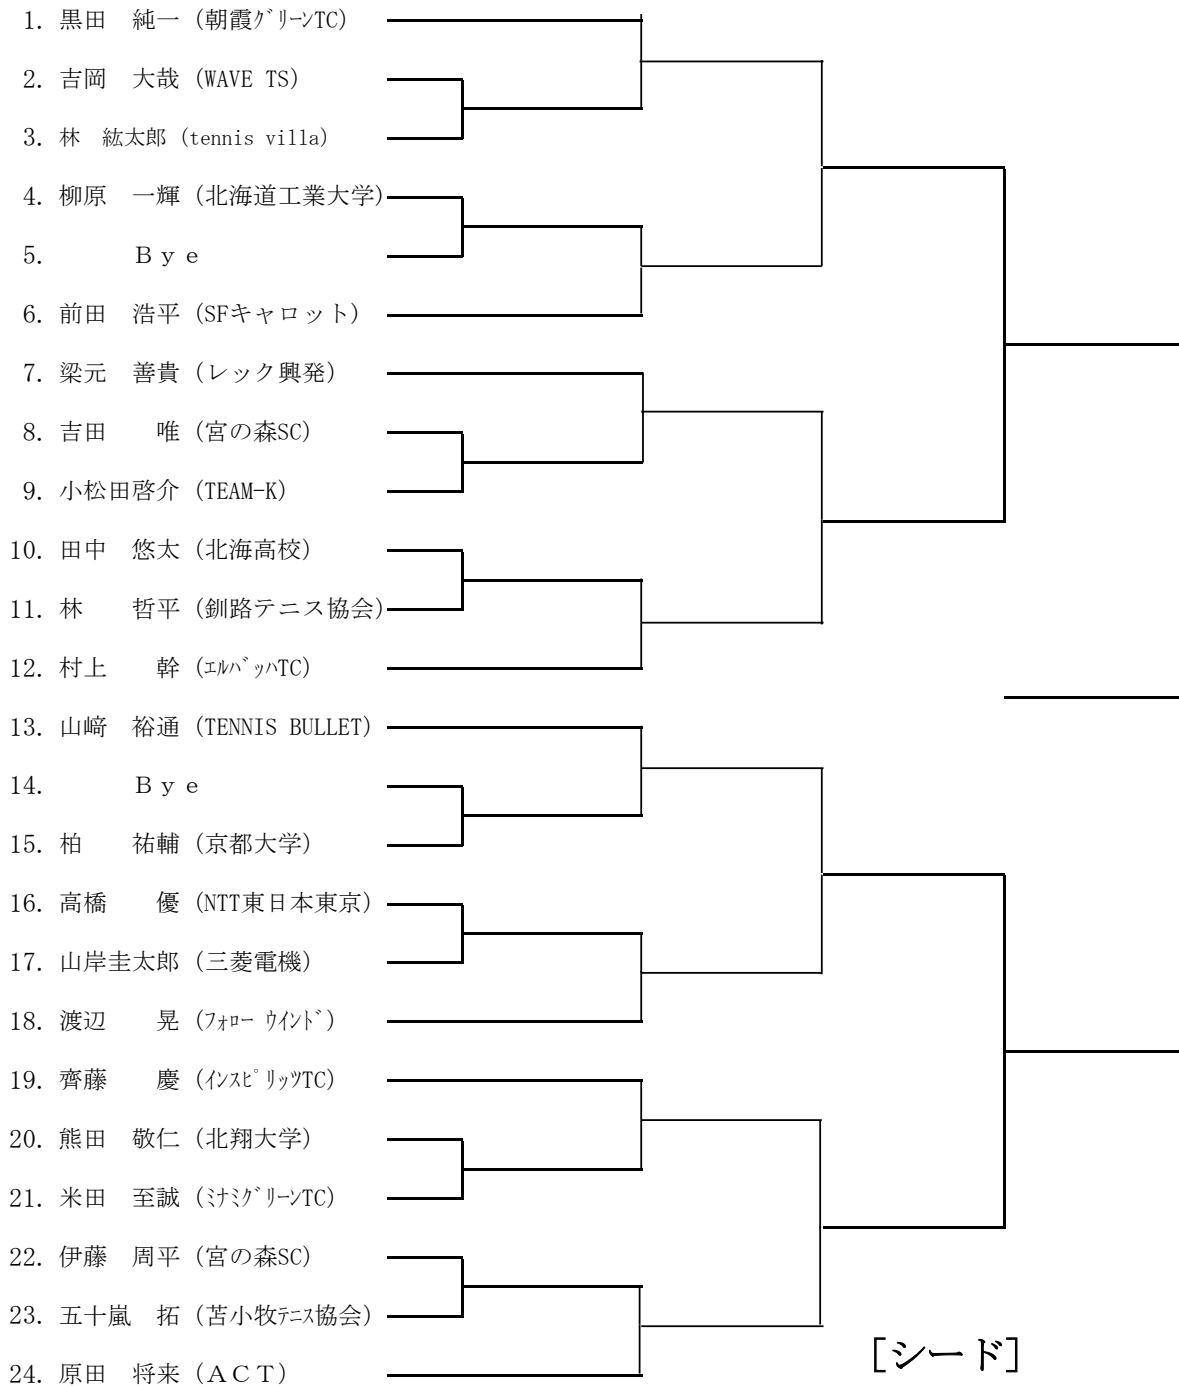 1. 黒田　純一（朝霞ｸﾞﾘｰﾝTC）
2. 吉岡　大哉（WAVE TS）
3. 林　紘太郎（tennis villa）
4. 柳原　一輝（北海道工業大学）
5. 　　　Ｂｙｅ
6. 前田　浩平（SFキャロット）
7. 梁元　善貴（レック興発）
8. 吉田　　唯（宮の森SC）
9. 小松田啓介（TEAM-K）
10. 田中　悠太（北海高校）
11. 林　　哲平（釧路テニス協会）
12. 村上　　幹（ｴﾙﾊﾞｯﾊTC）
13. 山﨑　裕通（TENNIS BULLET）
14. 　　　Ｂｙｅ
15. 柏　　祐輔（京都大学）
16. 高橋　　優（NTT東日本東京）
17. 山岸圭太郎（三菱電機）
18. 渡辺　　晃（ﾌｫﾛｰ ｳｲﾝﾄﾞ）
19. 齊藤　　慶（ｲﾝｽﾋﾟﾘｯﾂTC）
20. 熊田　敬仁（北翔大学）
21. 米田　至誠（ﾐﾅﾐｸﾞﾘｰﾝTC）
22. 伊藤　周平（宮の森SC）
23. 五十嵐　拓（苫小牧ﾃﾆｽ協会）
24. 原田　将来（ＡＣＴ）
［シード］